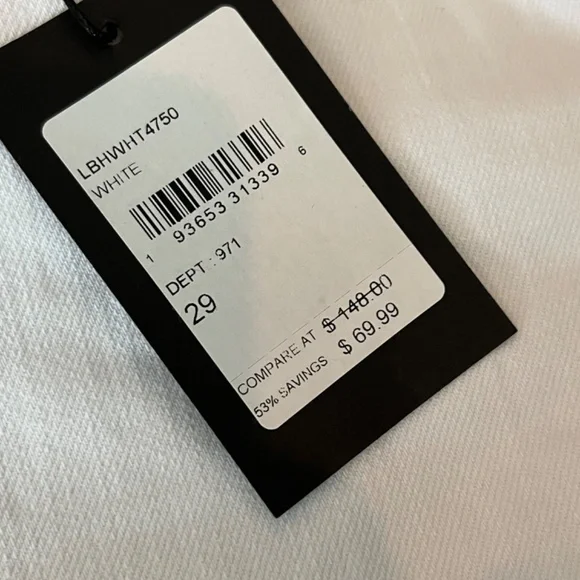 LBHWHT4750
WHITE
1 93653 31339 6
DEPT : 971
29
COMPARE AT $ 148.00
53% SAVINGS $ 69.99